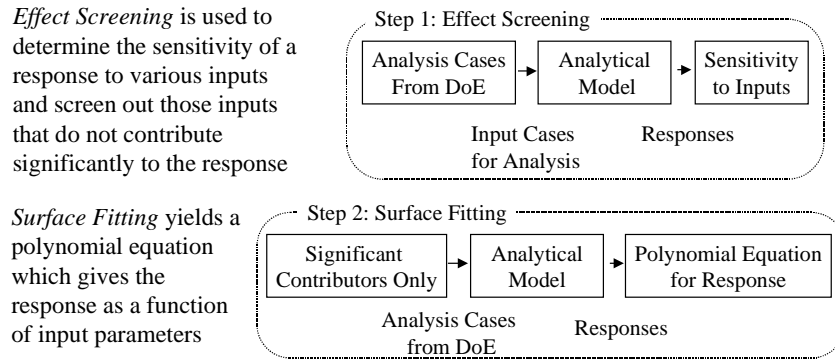 Effect Screening is used to
determine the sensitivity of a
response to various inputs
and screen out those inputs
that do not contribute
significantly to the response
Step 1: Effect Screening
Analysis Cases
From DoE
Analytical
Model
Sensitivity
to Inputs
Input Cases
for Analysis
Responses
Surface Fitting yields a
polynomial equation
which gives the
response as a function
of input parameters
Step 2: Surface Fitting
Significant
Contributors Only
Analytical
Model
Polynomial Equation
for Response
Analysis Cases
from DoE
Responses